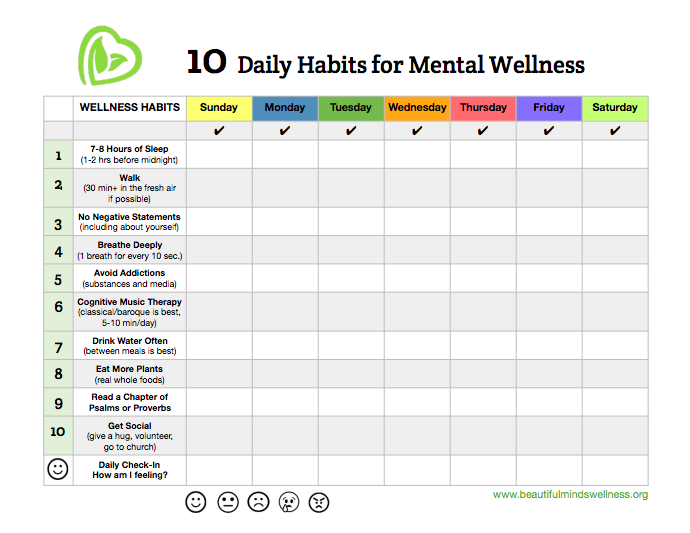 10 Daily Habits for Mental Wellness
WELLNESS HABITS Sunday Monday Tuesday Wednesday Thursday Friday Saturday
✔ ✔ ✔ ✔ ✔ ✔ ✔
1 7-8 Hours of Sleep
(1-2 hrs before midnight)
2 Walk
(30 min+ in the fresh air
if possible)
3 No Negative Statements
(including about yourself)
4 Breathe Deeply
(1 breath for every 10 sec.)
5 Avoid Addictions
(substances and media)
6 Cognitive Music Therapy
(classical/baroque is best,
5-10 min/day)
7 Drink Water Often
(between meals is best)
8 Eat More Plants
(real whole foods)
9 Read a Chapter of
Psalms or Proverbs
10 Get Social
(give a hug, volunteer,
go to church)
Daily Check-In
How am I feeling?
www.beautifulmindswellness.org